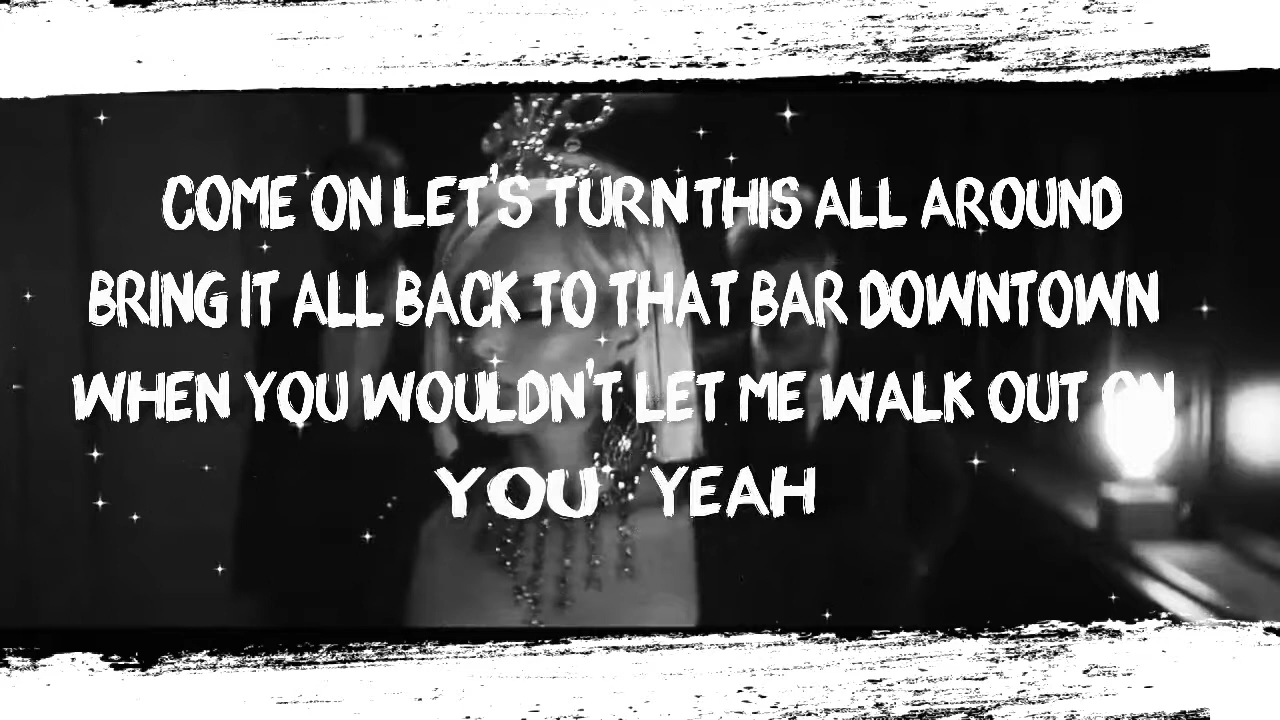 COME ON LET'S TURN THIS ALL AROUND
BRING IT ALL BACK TO THAT BAR DOWNTOWN
WHEN YOU WOULDN'T LET ME WALK OUT ON
YOU YEAH